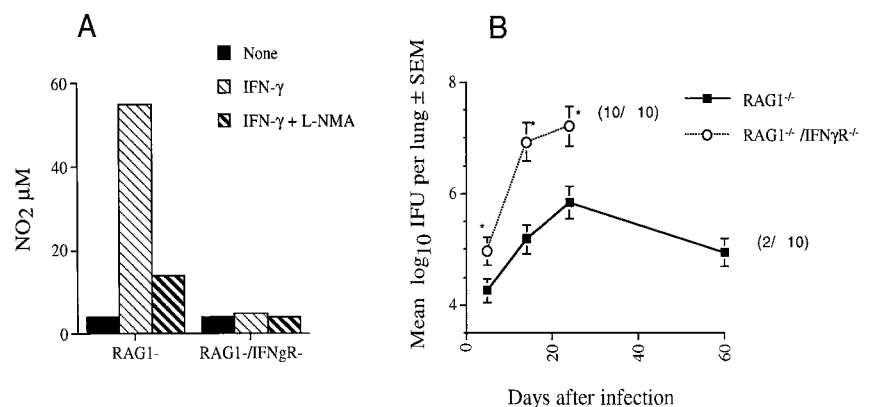 A
None
IFN-γ
IFN-γ + L-NMA
NO2 µM
60
40
20
0
RAG1-
RAG1-/IFNgR-
B
Mean log10 IFU per lung ± SEM
8
6
4
0
20
40
60
Days after infection
RAG1-/-
RAG1-/- /IFNγR-/-
*
*
*
(10/ 10)
(2/ 10)